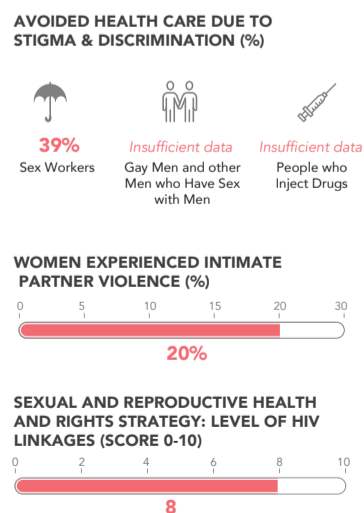 AVOIDED HEALTH CARE DUE TO
STIGMA & DISCRIMINATION (%)
39%
Sex Workers
Insufficient data
Gay Men and other
Men who Have Sex
with Men
Insufficient data
People who
Inject Drugs
WOMEN EXPERIENCED INTIMATE
PARTNER VIOLENCE (%)
0 5 10 15 20 30
20%
SEXUAL AND REPRODUCTIVE HEALTH
AND RIGHTS STRATEGY: LEVEL OF HIV
LINKAGES (SCORE 0-10)
0 2 4 6 8 10
8